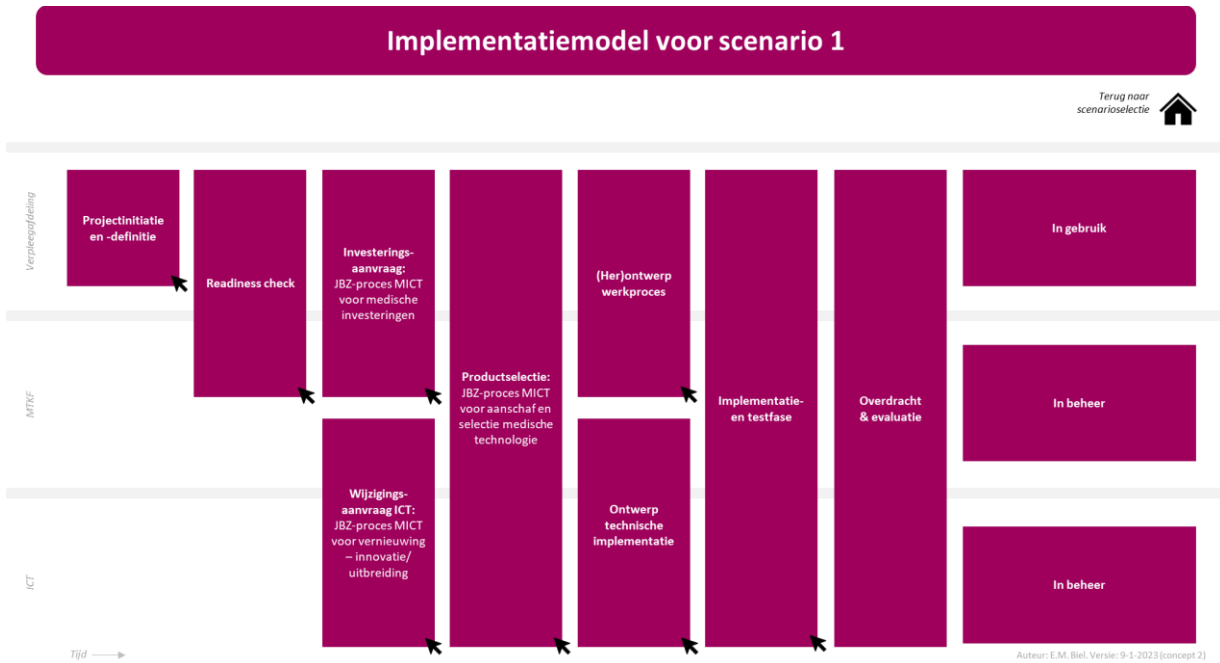 Implementatiemodel voor scenario 1
Terug naar
scenarioselectie
Verpleegafdeling
Projectinitiatie
en -definitie
Readiness check
Investerings-
aanvraag:
JBZ-proces MICT
voor medische
investeringen
(Her)ontwerp
werkproces
In gebruik
MTKF
Productselectie:
JBZ-proces MICT
voor aanschaf en
selectie medische
technologie
Implementatie-
en testfase
Overdracht
& evaluatie
In beheer
ICT
Wijzigings-
aanvraag ICT:
JBZ-proces MICT
voor vernieuwing
– innovatie/
uitbreiding
Ontwerp
technische
implementatie
In beheer
Tijd
Auteur: E.M. Biel. Versie: 9-1-2023 (concept 2)